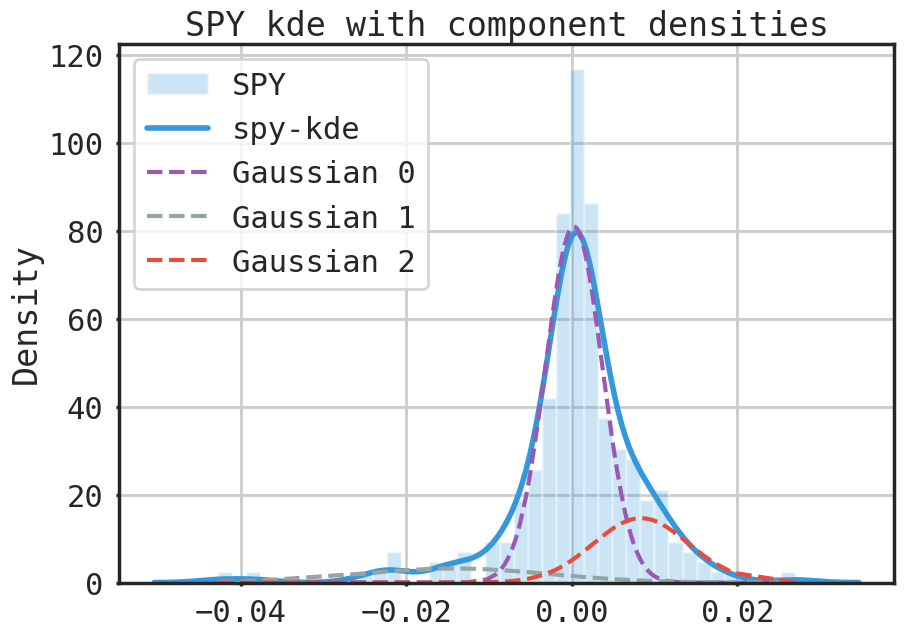 SPY kde with component densities
120
100
80
60
40
20
0
Density
SPY
spy-kde
Gaussian 0
Gaussian 1
Gaussian 2
−0.04
−0.02
0.00
0.02